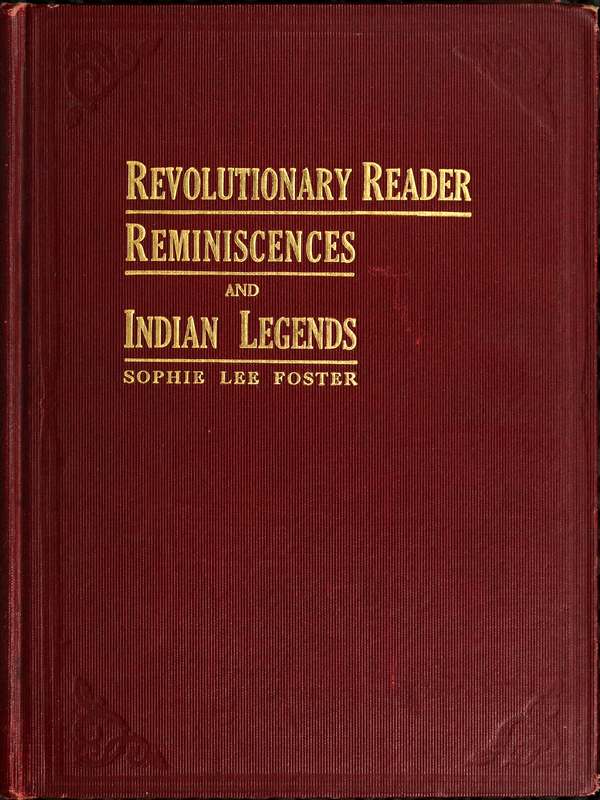 REVOLUTIONARY READER
REMINISCENCES
AND
INDIAN LEGENDS
SOPHIE LEE FOSTER